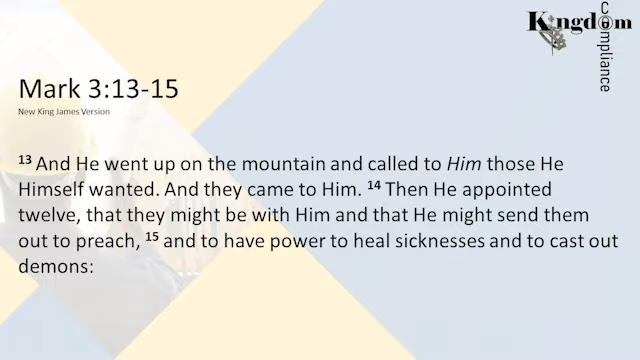 Kingdom
Compliance
Mark 3:13-15
New King James Version
13 And He went up on the mountain and called to Him those He
Himself wanted. And they came to Him. 14 Then He appointed
twelve, that they might be with Him and that He might send them
out to preach, 15 and to have power to heal sicknesses and to cast out
demons: